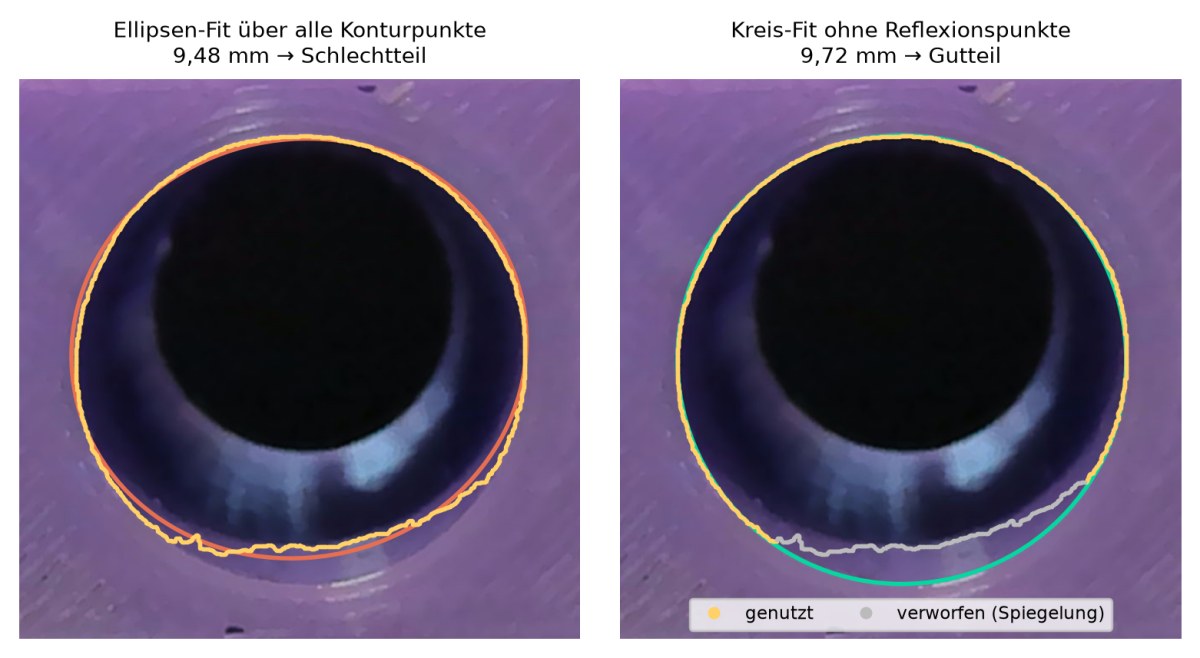 Ellipsen-Fit über alle Konturpunkte
9,48 mm → Schlechtteil
Kreis-Fit ohne Reflexionspunkte
9,72 mm → Gutteil
genutzt
verworfen (Spiegelung)